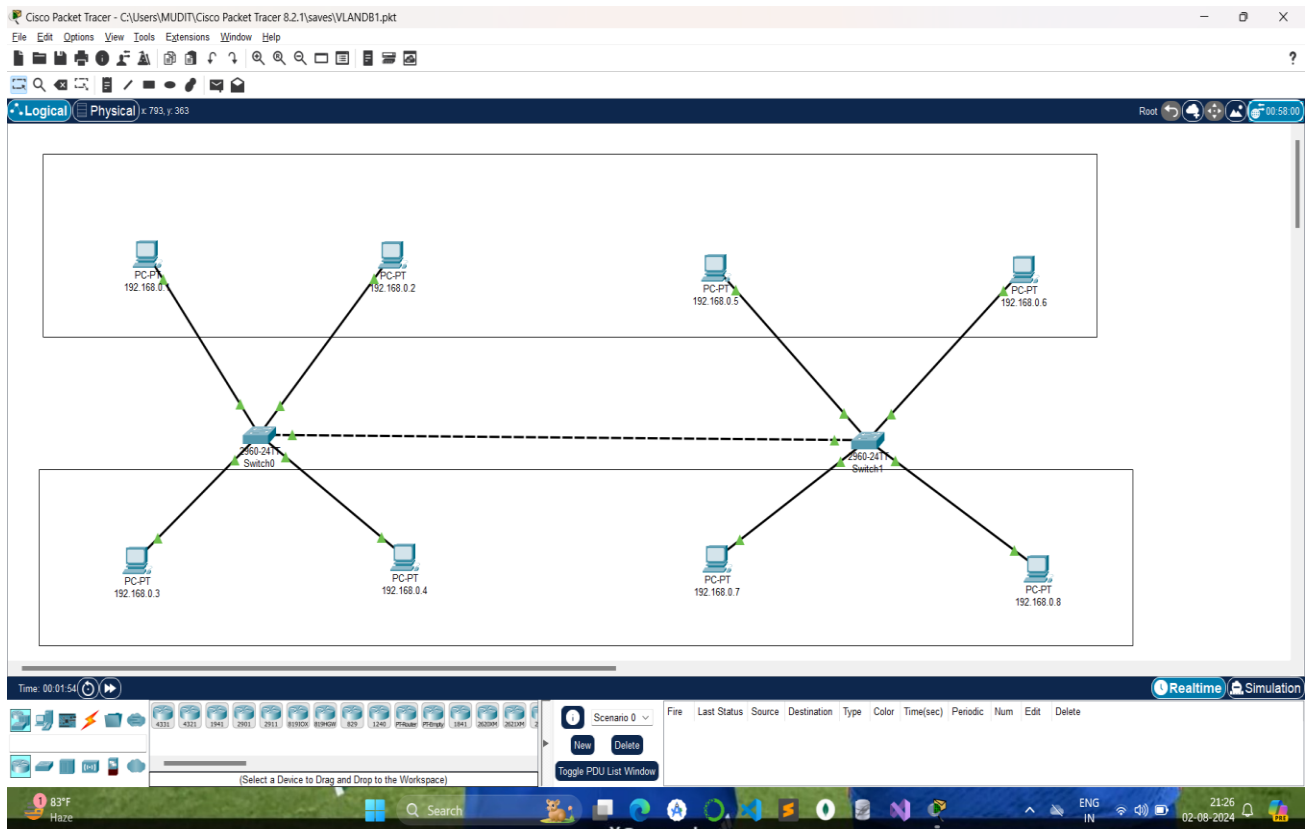 Cisco Packet Tracer - C:\Users\MUDIT\Cisco Packet Tracer 8.2.1\saves\VLANDB1.pkt
File Edit Options View Tools Extensions Window Help
?
Logical Physical x: 793, y: 363 Root 00:58:00
PC-PT
192.168.0.1
PC-PT
192.168.0.2
PC-PT
192.168.0.5
PC-PT
192.168.0.6
2960-24TT
Switch0
2960-24TT
Switch1
PC-PT
192.168.0.3
PC-PT
192.168.0.4
PC-PT
192.168.0.7
PC-PT
192.168.0.8
Time: 00:01:54 Realtime Simulation
4331 4321 1941 2901 2911 819IOX 819HGW 829 1240 PT-Router PT-Empty 1841 2620XM 2621XM 2
(Select a Device to Drag and Drop to the Workspace)
Scenario 0
New Delete
Toggle PDU List Window
Fire Last Status Source Destination Type Color Time(sec) Periodic Num Edit Delete
1
83°F
Haze
Search
ENG
IN
21:26
02-08-2024
PRE